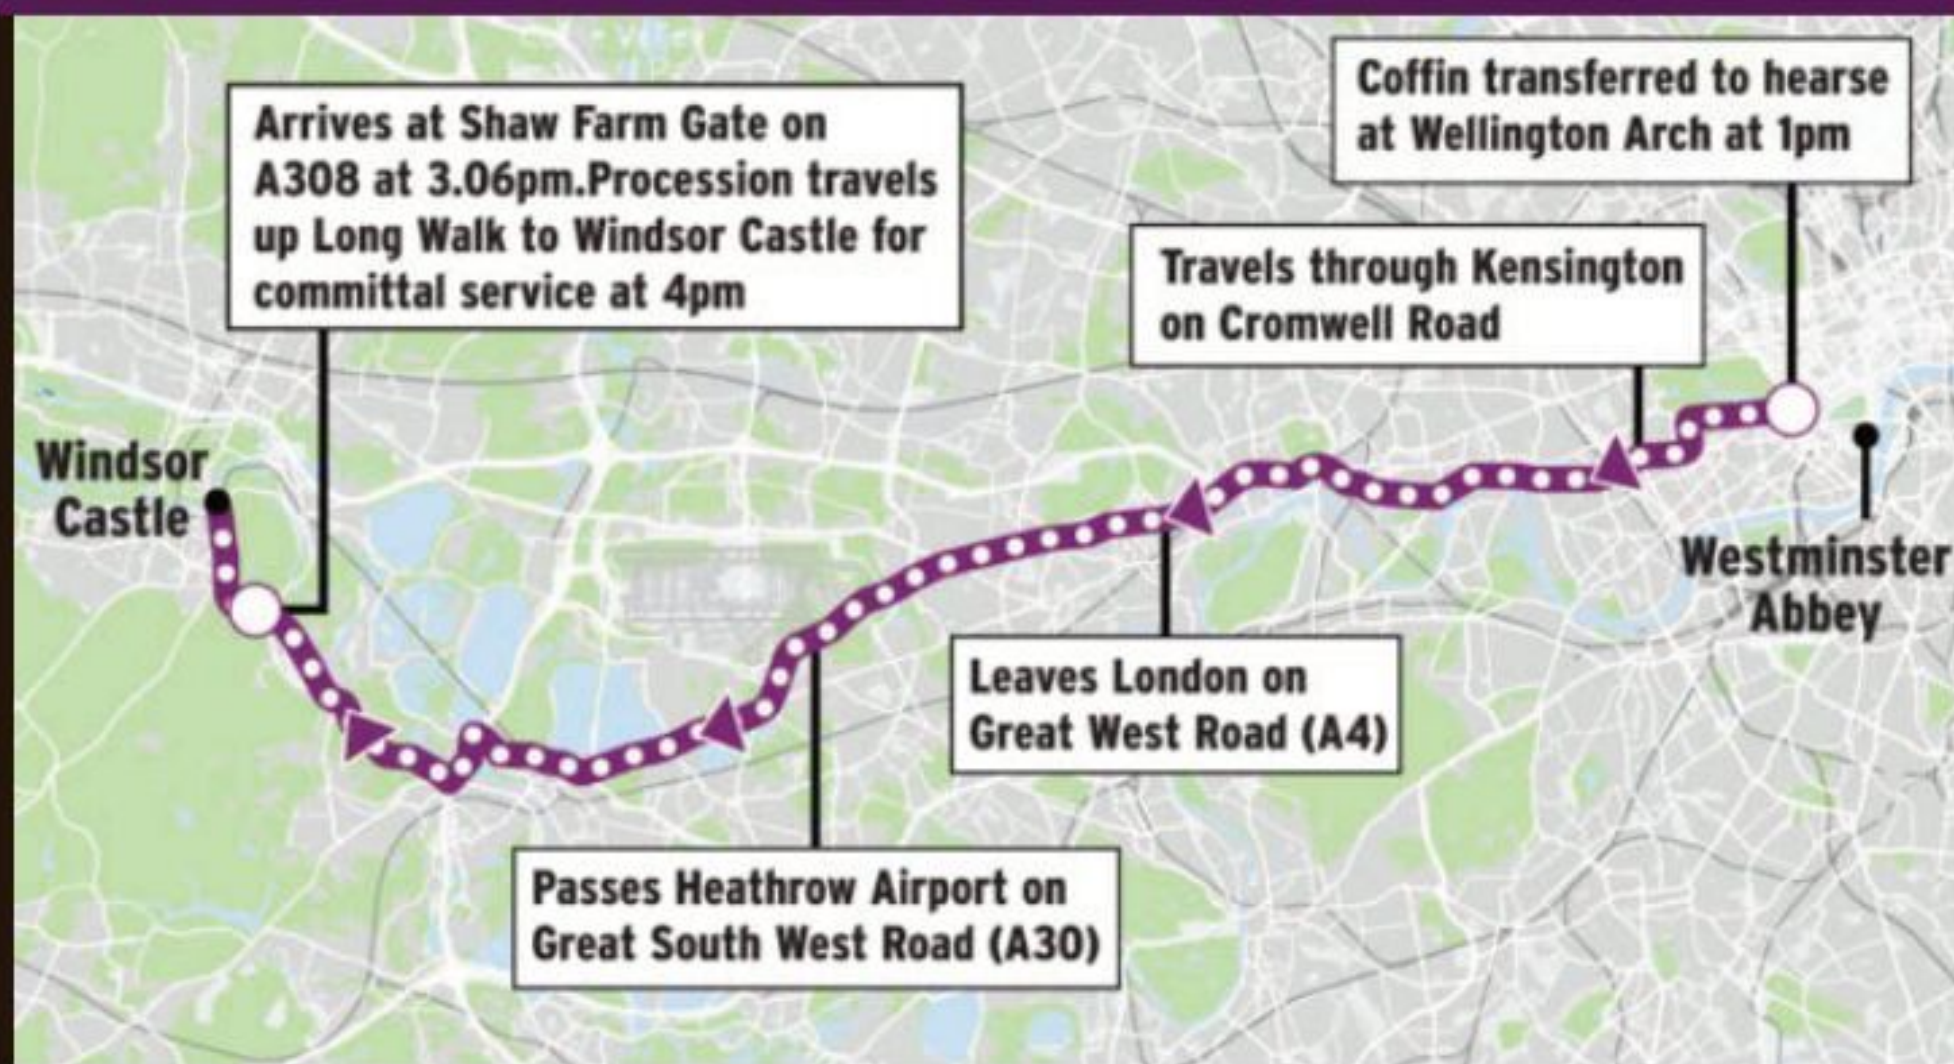 Coffin transferred to hearse
at Wellington Arch at 1pm
Arrives at Shaw Farm Gate on
A308 at 3.06pm.Procession travels
up Long Walk to Windsor Castle for
committal service at 4pm
Travels through Kensington
on Cromwell Road
Windsor
Castle
Westminster
Abbey
Leaves London on
Great West Road (A4)
Passes Heathrow Airport on
Great South West Road (A30)